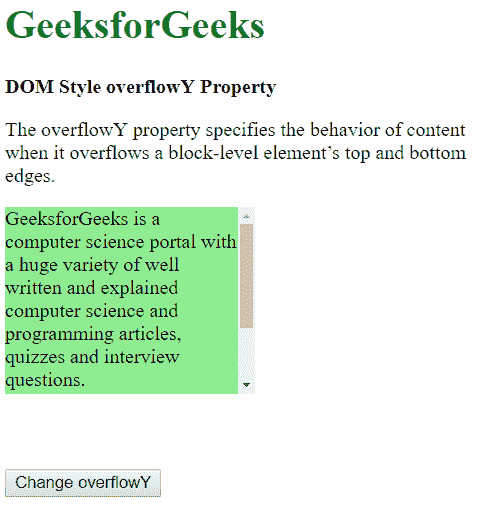 GeeksforGeeks
DOM Style overflowY Property
The overflowY property specifies the behavior of content
when it overflows a block-level element’s top and bottom
edges.
GeeksforGeeks is a
computer science portal with
a huge variety of well
written and explained
computer science and
programming articles,
quizzes and interview
questions.
Change overflowY